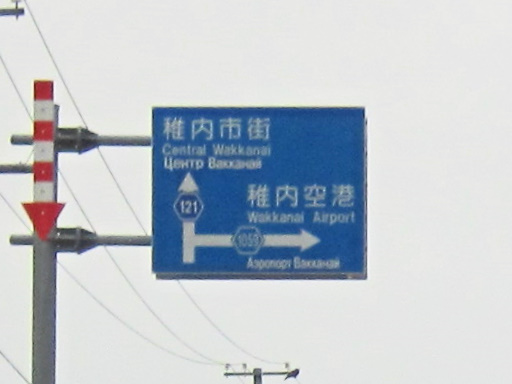 稚内市街
Central Wakkanai
Центр Вакканай
121
稚内空港
Wakkanai Airport
1059
Аэропорт Вакканай